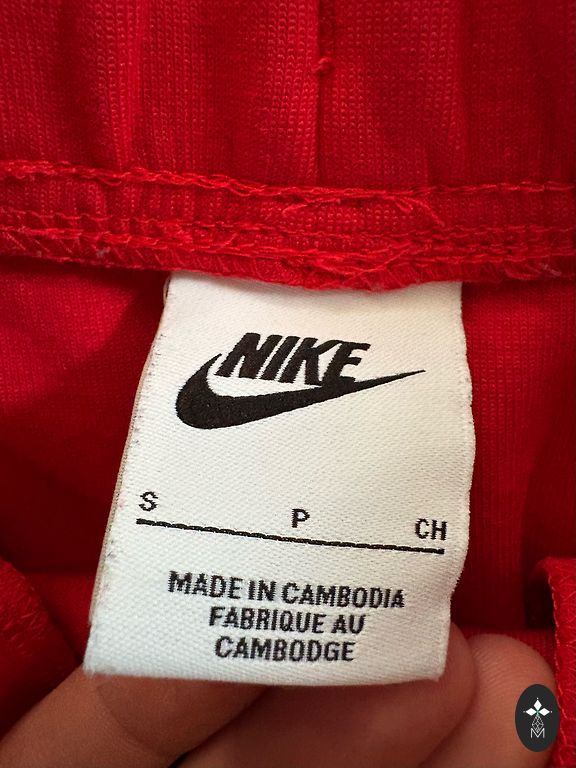 NIKE
S P CH
MADE IN CAMBODIA
FABRIQUE AU
CAMBODGE
M